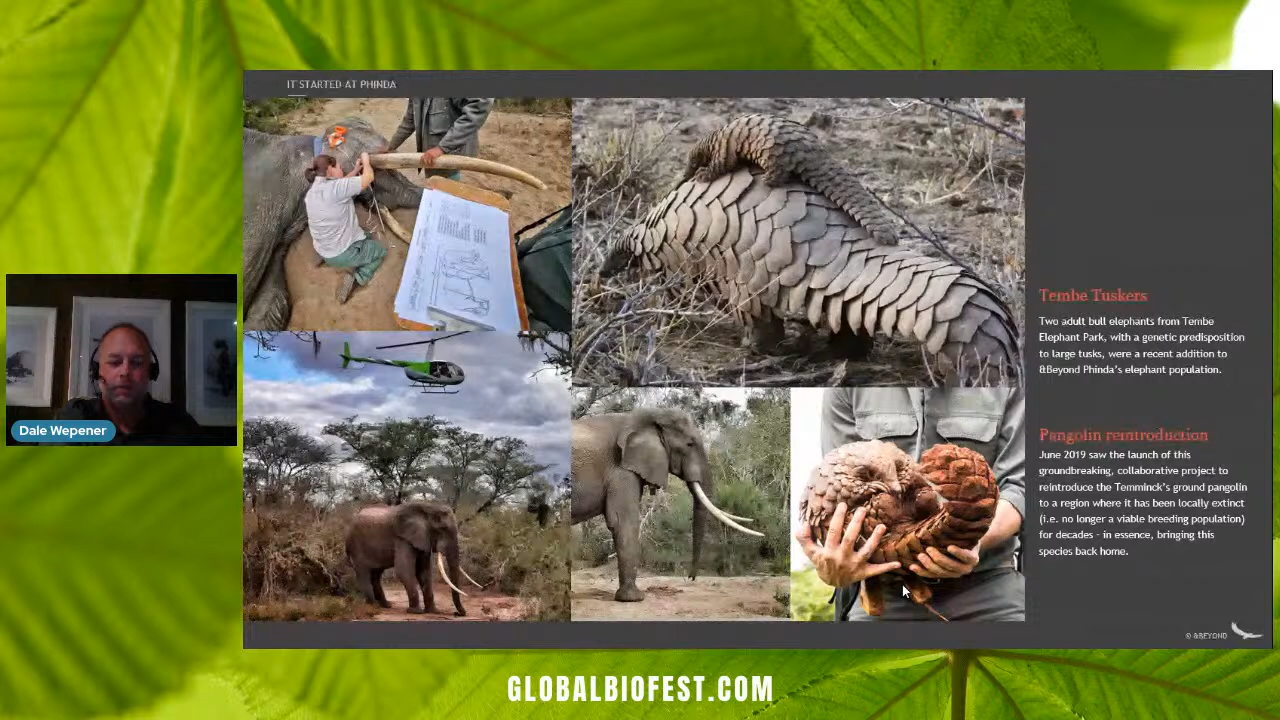 IT STARTED AT PHINDA
Tembe Tuskers
Two adult bull elephants from Tembe
Elephant Park, with a genetic predisposition
to large tusks, were a recent addition to
&Beyond Phinda's elephant population.
Pangolin reintroduction
June 2019 saw the launch of this
groundbreaking, collaborative project to
reintroduce the Temminck's ground pangolin
to a region where it has been locally extinct
(i.e. no longer a viable breeding population)
for decades - in essence, bringing this
species back home.
© &BEYOND
Dale Wepener
GLOBALBIOFEST.COM